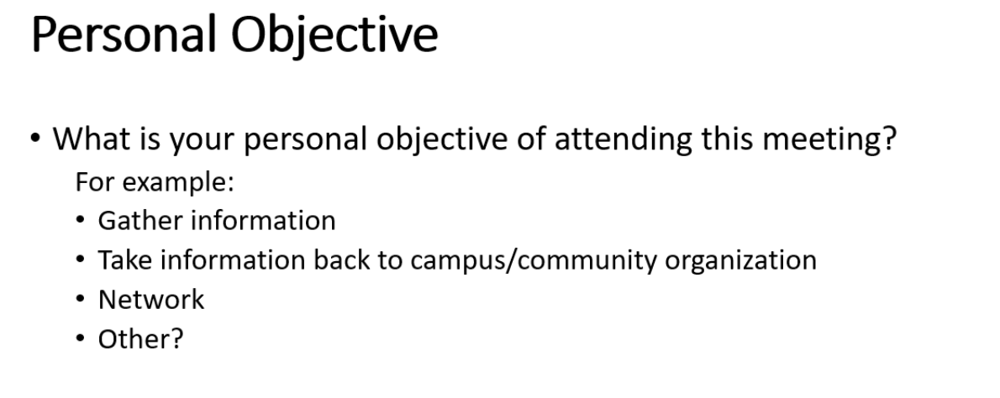 Personal Objective
• What is your personal objective of attending this meeting?
For example:
• Gather information
• Take information back to campus/community organization
• Network
• Other?